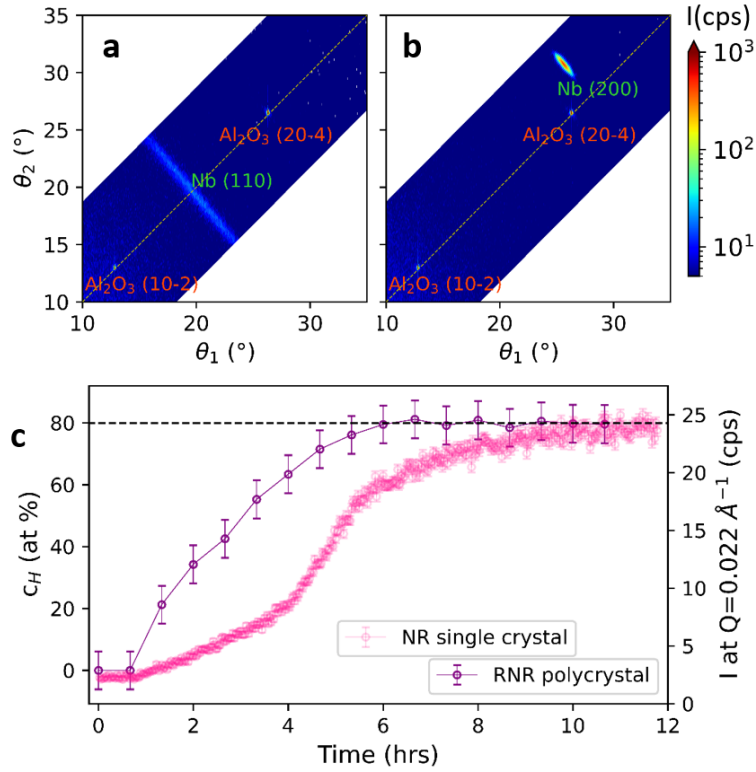 a
b
I(cps)
35
30
25
20
15
10
θ₂ (°)
Nb (110)
Al₂O₃ (20-4)
Al₂O₃ (10-2)
10
20
30
θ₁ (°)
Nb (200)
Al₂O₃ (20-4)
Al₂O₃ (10-2)
10
20
30
θ₁ (°)
10³
10²
10¹
c
80
60
40
20
0
c_H (at %)
25
20
15
10
5
0
I at Q=0.022 Å⁻¹ (cps)
NR single crystal
RNR polycrystal
0
2
4
6
8
10
12
Time (hrs)